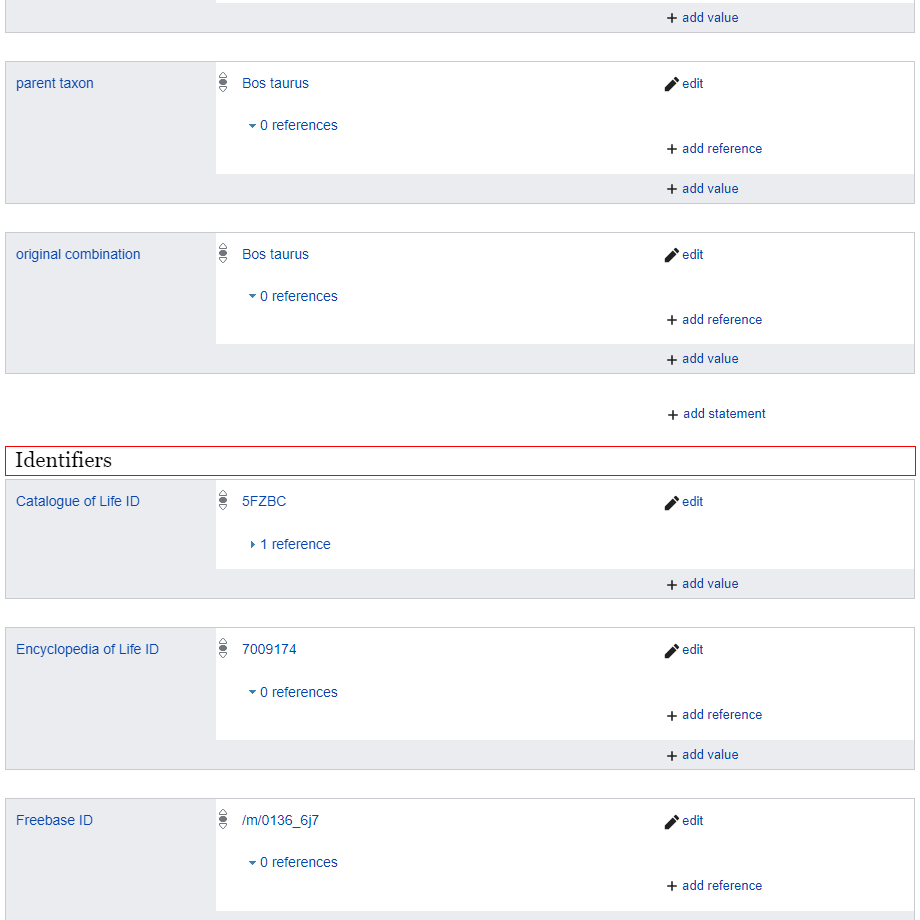 + add value
parent taxon
Bos taurus
edit
0 references
+ add reference
+ add value
original combination
Bos taurus
edit
0 references
+ add reference
+ add value
+ add statement
Identifiers
Catalogue of Life ID
5FZBC
edit
1 reference
+ add value
Encyclopedia of Life ID
7009174
edit
0 references
+ add reference
+ add value
Freebase ID
/m/0136_6j7
edit
0 references
+ add reference